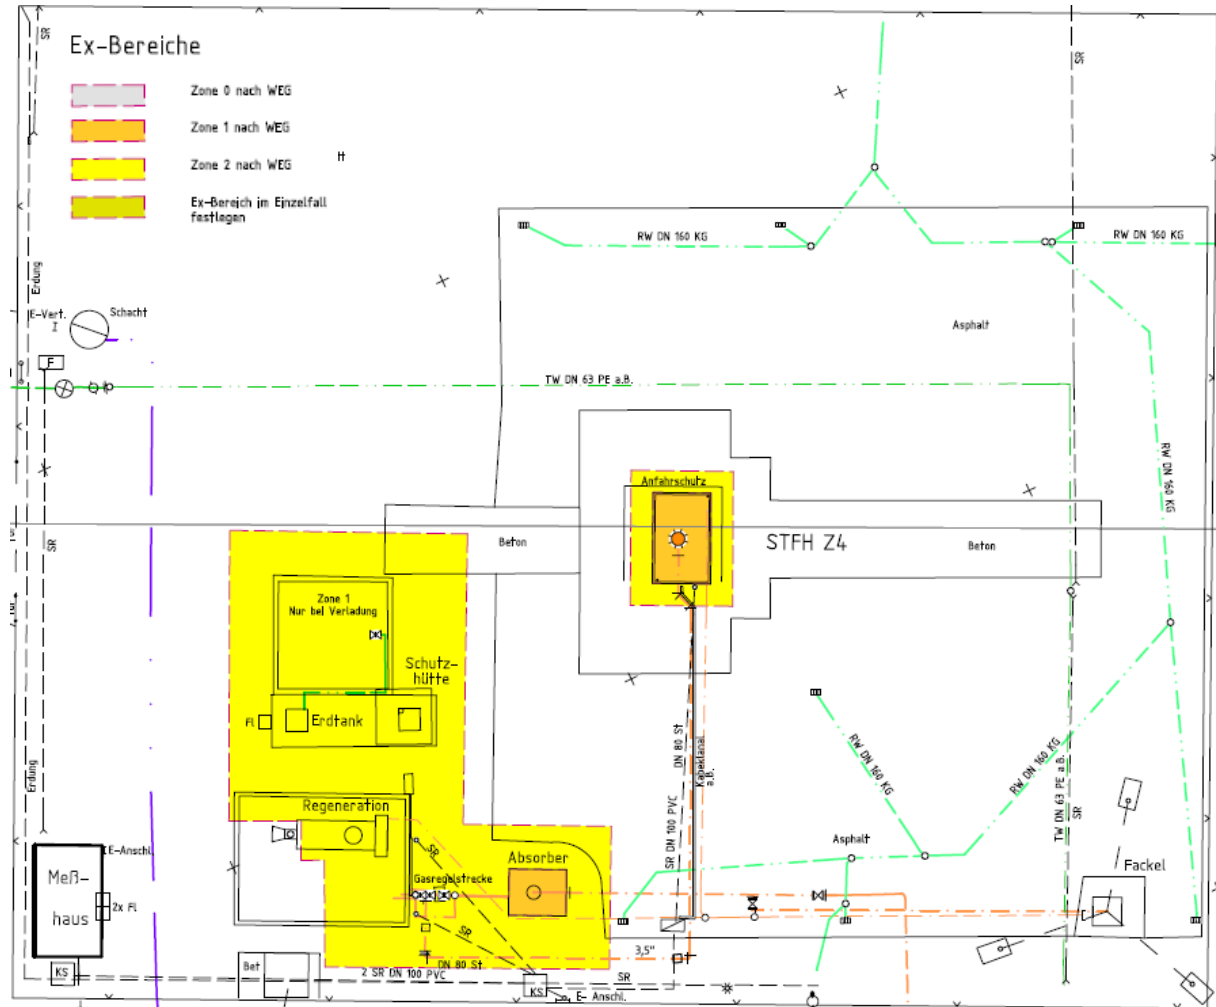 Ex-Bereiche
Zone 0 nach WEG
Zone 1 nach WEG
Zone 2 nach WEG
Ex-Bereich im Einzelfall
festlegen
SR
SR
RW DN 160 KG
RW DN 160 KG
Erdung
E-Vert.
I
Schacht
F
Asphalt
TW DN 63 PE a.B.
RW DN 160 KG
Anfahrschutz
STFH Z4
Beton
Beton
SR
Zone 1
Nur bei Verladung
Schutz-
hütte
Fl
Erdtank
DN 80 St
Kabelkanal
a.B.
RW DN 160 KG
RW DN 160 KG
TW DN 63 PE a.B.
SR
Erdung
Regeneration
SR DN 100 PVC
SR
E-Anschl.
Absorber
Asphalt
Fackel
Meß-
haus
2x Fl
Gasregelstrecke
SR
3,5"
KS
Bet
DN 80 St.
2 SR DN 100 PVC
SR
KS
E- Anschl.